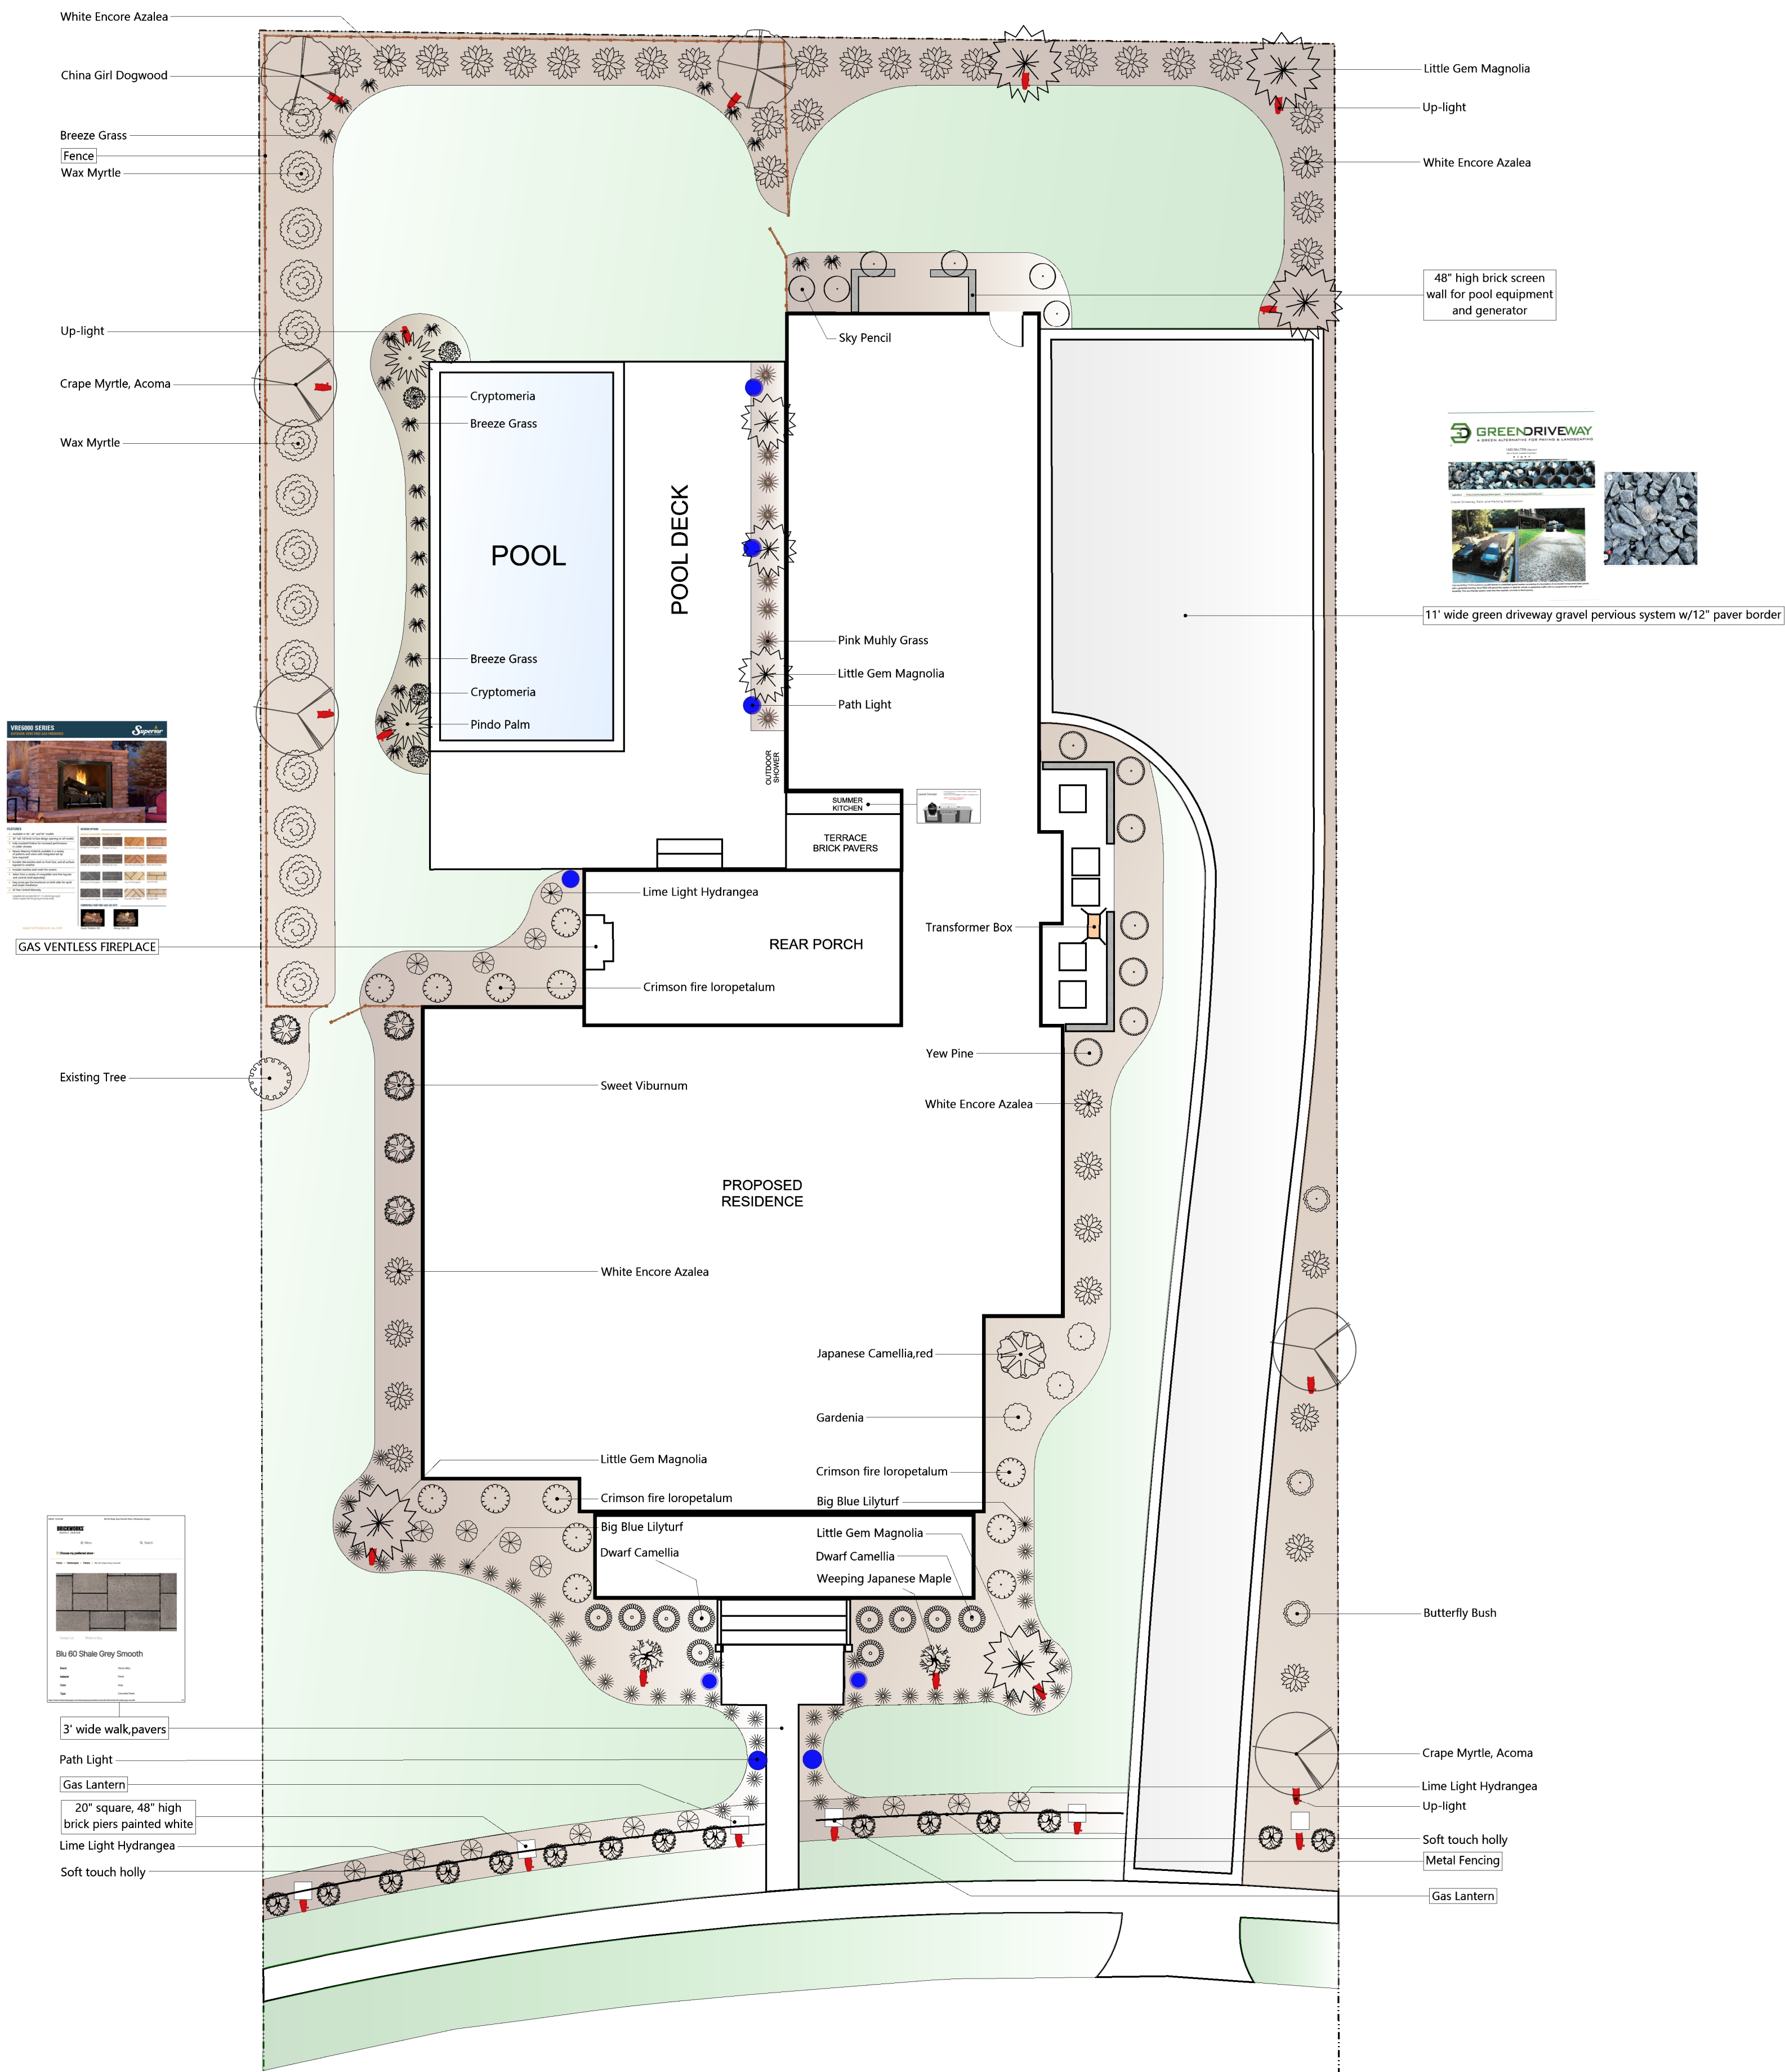 White Encore Azalea
China Girl Dogwood
Breeze Grass
Fence
Wax Myrtle
Little Gem Magnolia
Up-light
White Encore Azalea
48" high brick screen
wall for pool equipment
and generator
Up-light
Sky Pencil
Crape Myrtle, Acoma
Cryptomeria
Breeze Grass
Wax Myrtle
GREENDRIVEWAY
A GREEN ALTERNATIVE FOR PAVING & LANDSCAPING
POOL
POOL DECK
11' wide green driveway gravel pervious system w/12" paver border
Pink Muhly Grass
Breeze Grass
Little Gem Magnolia
Cryptomeria
Path Light
Pindo Palm
VRE6000 SERIES
Superior
FEATURES
OUTDOOR
SHOWER
SUMMER
KITCHEN
TERRACE
BRICK PAVERS
Lime Light Hydrangea
Transformer Box
REAR PORCH
GAS VENTLESS FIREPLACE
Crimson fire loropetalum
Yew Pine
Existing Tree
Sweet Viburnum
White Encore Azalea
PROPOSED
RESIDENCE
White Encore Azalea
Japanese Camellia,red
Gardenia
Little Gem Magnolia
Crimson fire loropetalum
Crimson fire loropetalum
Big Blue Lilyturf
Big Blue Lilyturf
Little Gem Magnolia
Dwarf Camellia
Dwarf Camellia
Weeping Japanese Maple
BRICKWORKS
Blu 60 Shale Grey Smooth
Butterfly Bush
3' wide walk,pavers
Path Light
Crape Myrtle, Acoma
Gas Lantern
Lime Light Hydrangea
Up-light
20" square, 48" high
brick piers painted white
Lime Light Hydrangea
Soft touch holly
Soft touch holly
Metal Fencing
Gas Lantern